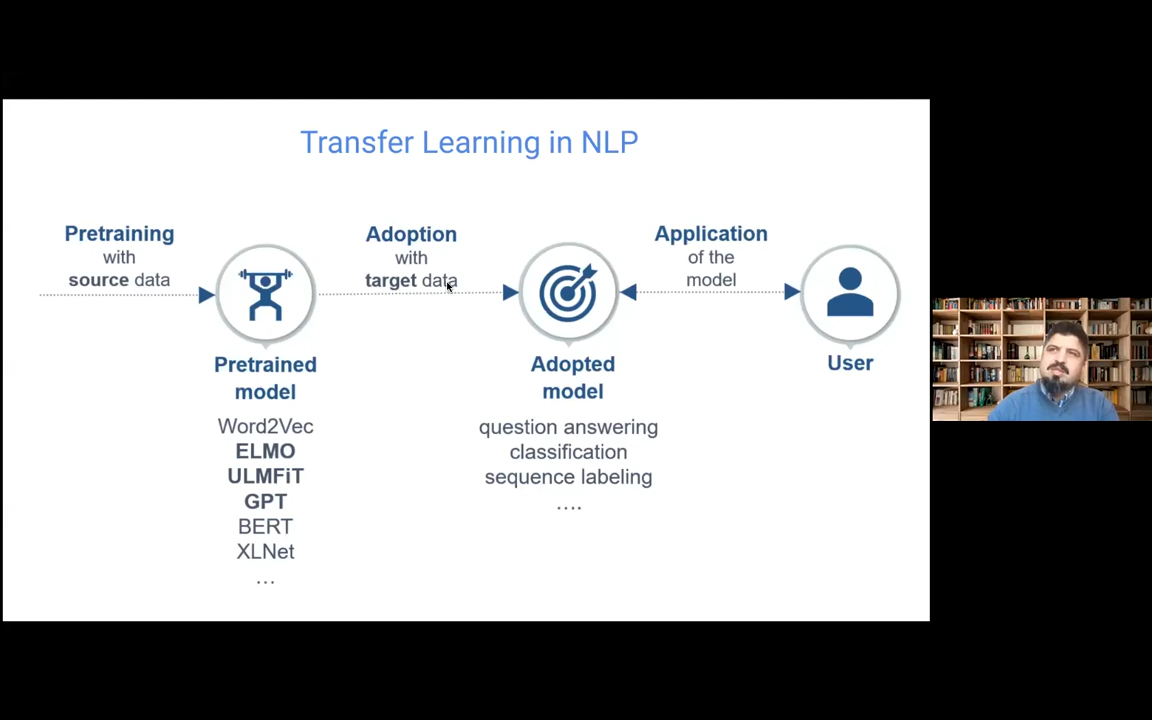 Transfer Learning in NLP
Pretraining
with
source data
Adoption
with
target data
Application
of the
model
Pretrained
model
Word2Vec
ELMO
ULMFiT
GPT
BERT
XLNet
...
Adopted
model
question answering
classification
sequence labeling
....
User